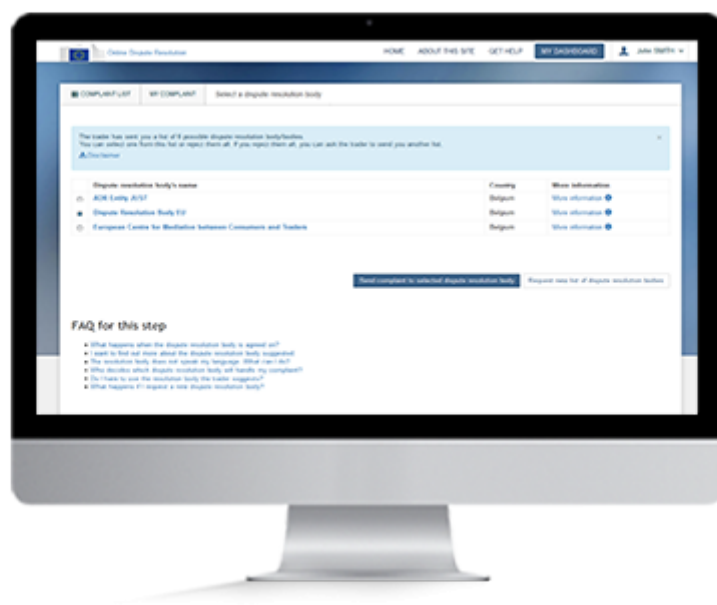 Online Dispute Resolution
HOME ABOUT THIS SITE GET HELP MY DASHBOARD John SMITH
COMPLAINT LIST MY COMPLAINT Select a dispute resolution body
The trader has sent you a list of 6 possible dispute resolution body/bodies.
You can select one from this list or reject them all. If you reject them all, you can ask the trader to send you another list.
Disclaimer
Dispute resolution body's name Country More information
ADR Entity JUST Belgium More information
Dispute Resolution Body EU Belgium More information
European Centre for Mediation between Consumers and Traders Belgium More information
Send complaint to selected dispute resolution body Request new list of dispute resolution bodies
FAQ for this step
What happens when the dispute resolution body is agreed on?
I want to find out more about the dispute resolution body suggested
The resolution body does not speak my language. What can I do?
Who decides which dispute resolution body will handle my complaint?
Do I have to use the resolution body the trader suggests?
What happens if I request a new dispute resolution body?